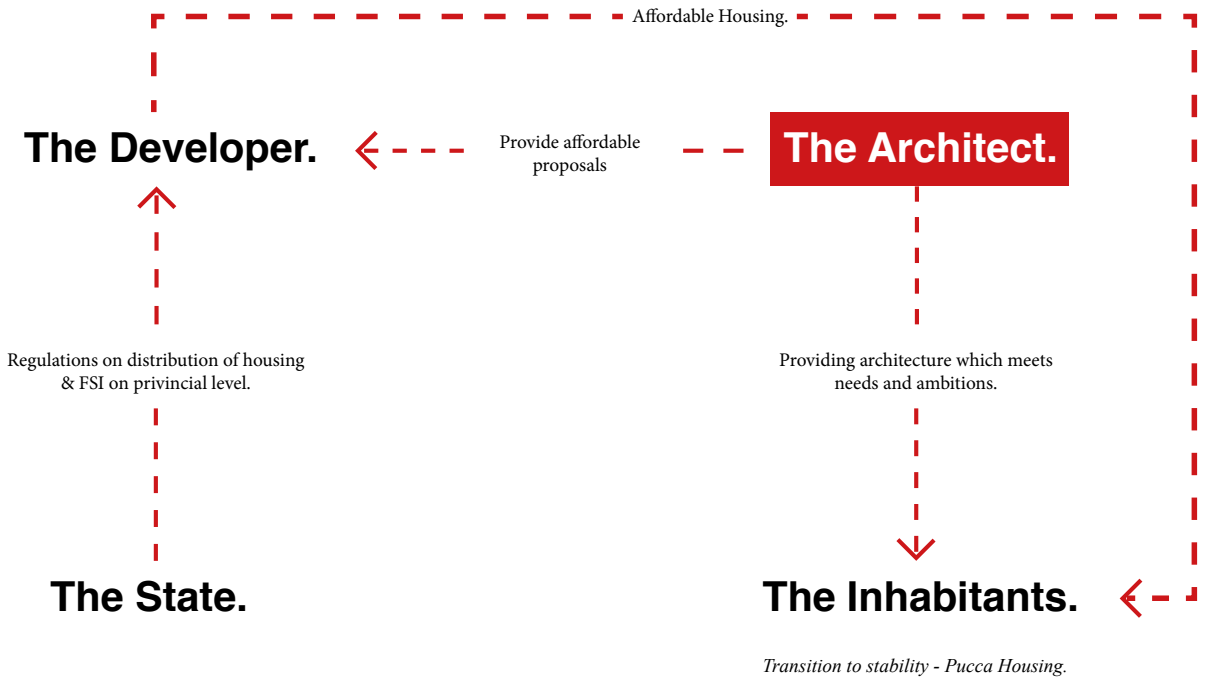 Affordable Housing.
The Developer.
Provide affordable
proposals
The Architect.
Regulations on distribution of housing
& FSI on privincial level.
Providing architecture which meets
needs and ambitions.
The State.
The Inhabitants.
Transition to stability - Pucca Housing.